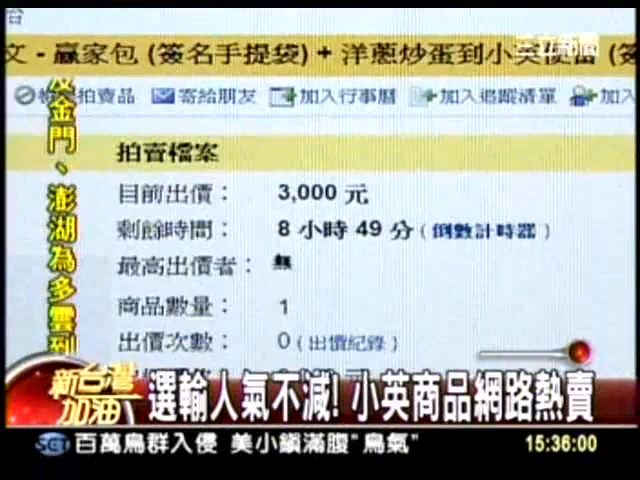 台
三立新聞
文 - 贏家包 (簽名手提袋) + 洋蔥炒蛋到小英便當 (簽
拍賣品 寄給朋友 加入行事曆 加入追蹤清單 加入
拍賣檔案
目前出價： 3,000 元
剩餘時間： 8 小時 49 分 ( 倒數計時器 )
最高出價者： 無
商品數量： 1
出價次數： 0 ( 出價紀錄 )
及金門、澎湖為多雲到
新台灣加油
選輸人氣不減! 小英商品網路熱賣
SET 百萬鳥群入侵 美小鎮滿腹"鳥氣"
15:36:00